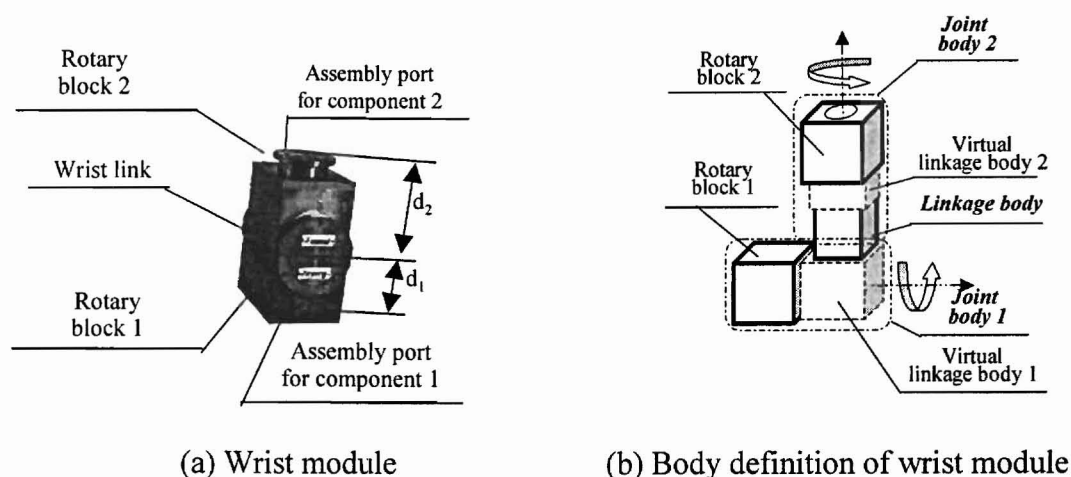 Rotary
block 2
Assembly port
for component 2
Wrist link
d2
d1
Rotary
block 1
Assembly port
for component 1
(a) Wrist module
Joint
body 2
Rotary
block 2
Virtual
linkage body 2
Rotary
block 1
Linkage body
Joint
body 1
Virtual
linkage body 1
(b) Body definition of wrist module